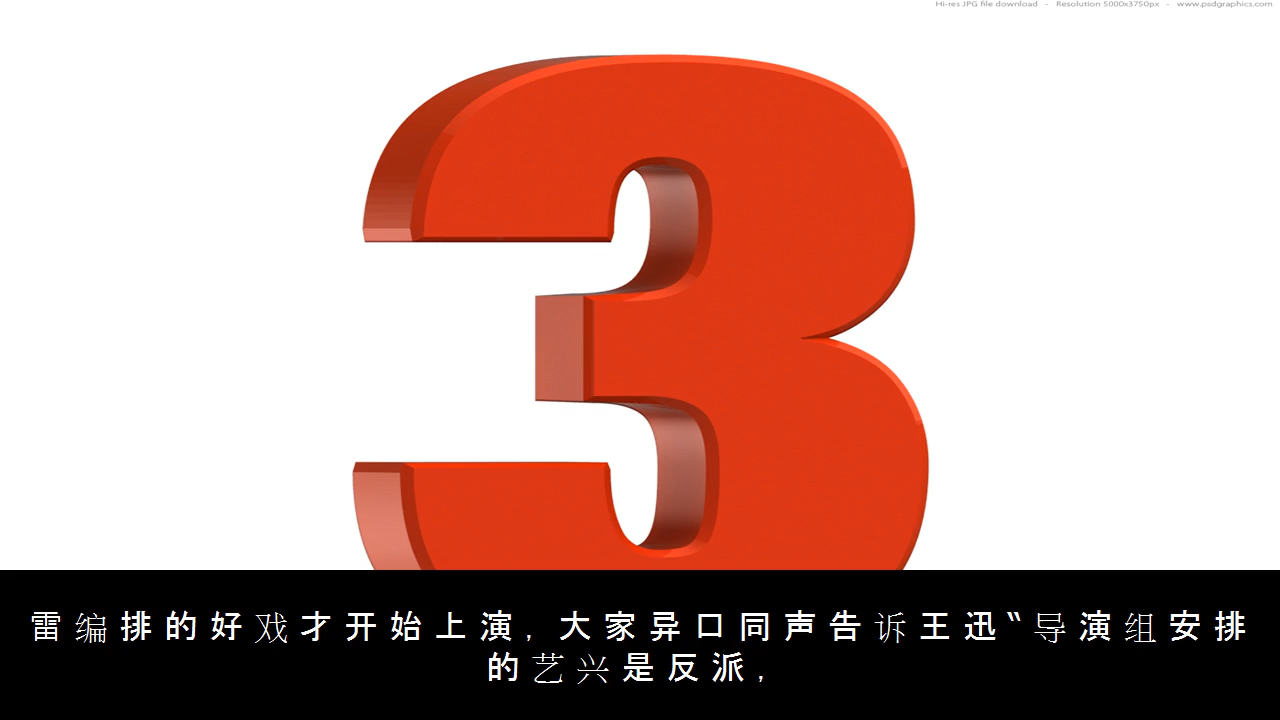 Hi-res JPG file download - Resolution 5000x3750px - www.psdgraphics.com
3
雷编排的好戏才开始上演, 大家异口同声告诉王迅“导演组安排
的艺兴是反派,